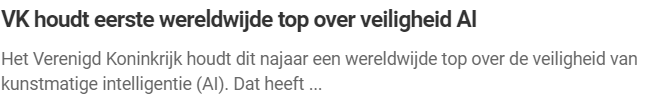 VK houdt eerste wereldwijde top over veiligheid AI
Het Verenigd Koninkrijk houdt dit najaar een wereldwijde top over de veiligheid van
kunstmatige intelligentie (AI). Dat heeft ...